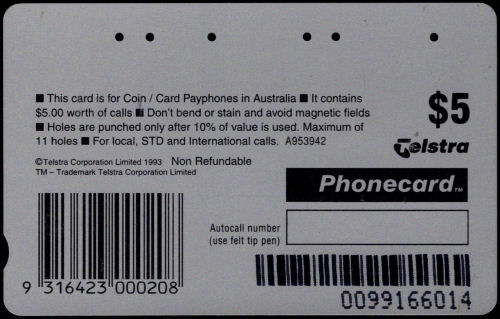 ■ This card is for Coin / Card Payphones in Australia ■ It contains
$5.00 worth of calls ■ Don't bend or stain and avoid magnetic fields
■ Holes are punched only after 10% of value is used. Maximum of
11 holes ■ For local, STD and International calls. A953942
©Telstra Corporation Limited 1993 Non Refundable
TM – Trademark Telstra Corporation Limited
$5
Telstra
Phonecard TM
Autocall number
(use felt tip pen)
9 316423 000208
0099166014